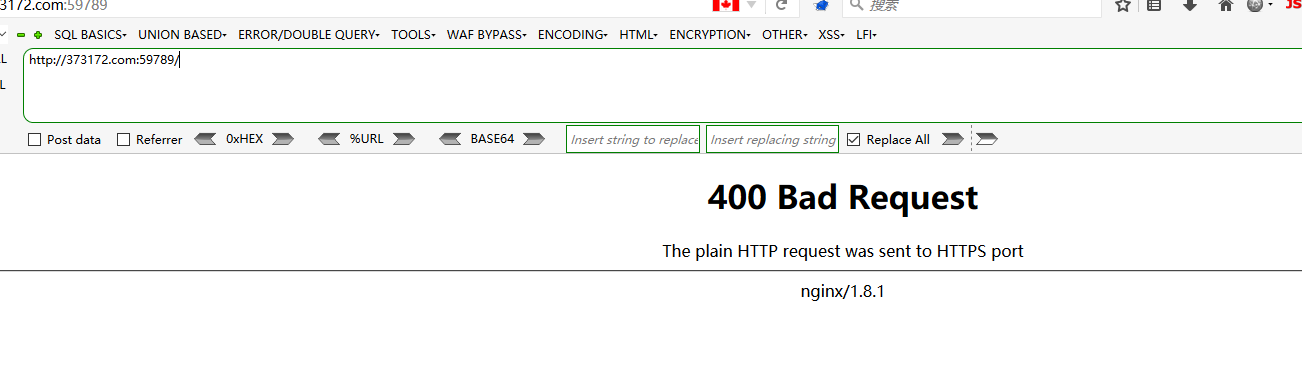 3172.com:59789
搜索
JS
SQL BASICS UNION BASED ERROR/DOUBLE QUERY TOOLS WAF BYPASS ENCODING HTML ENCRYPTION OTHER XSS LFI
L http://373172.com:59789/
L
Post data Referrer 0xHEX %URL BASE64 Insert string to replace Insert replacing string Replace All
400 Bad Request
The plain HTTP request was sent to HTTPS port
nginx/1.8.1